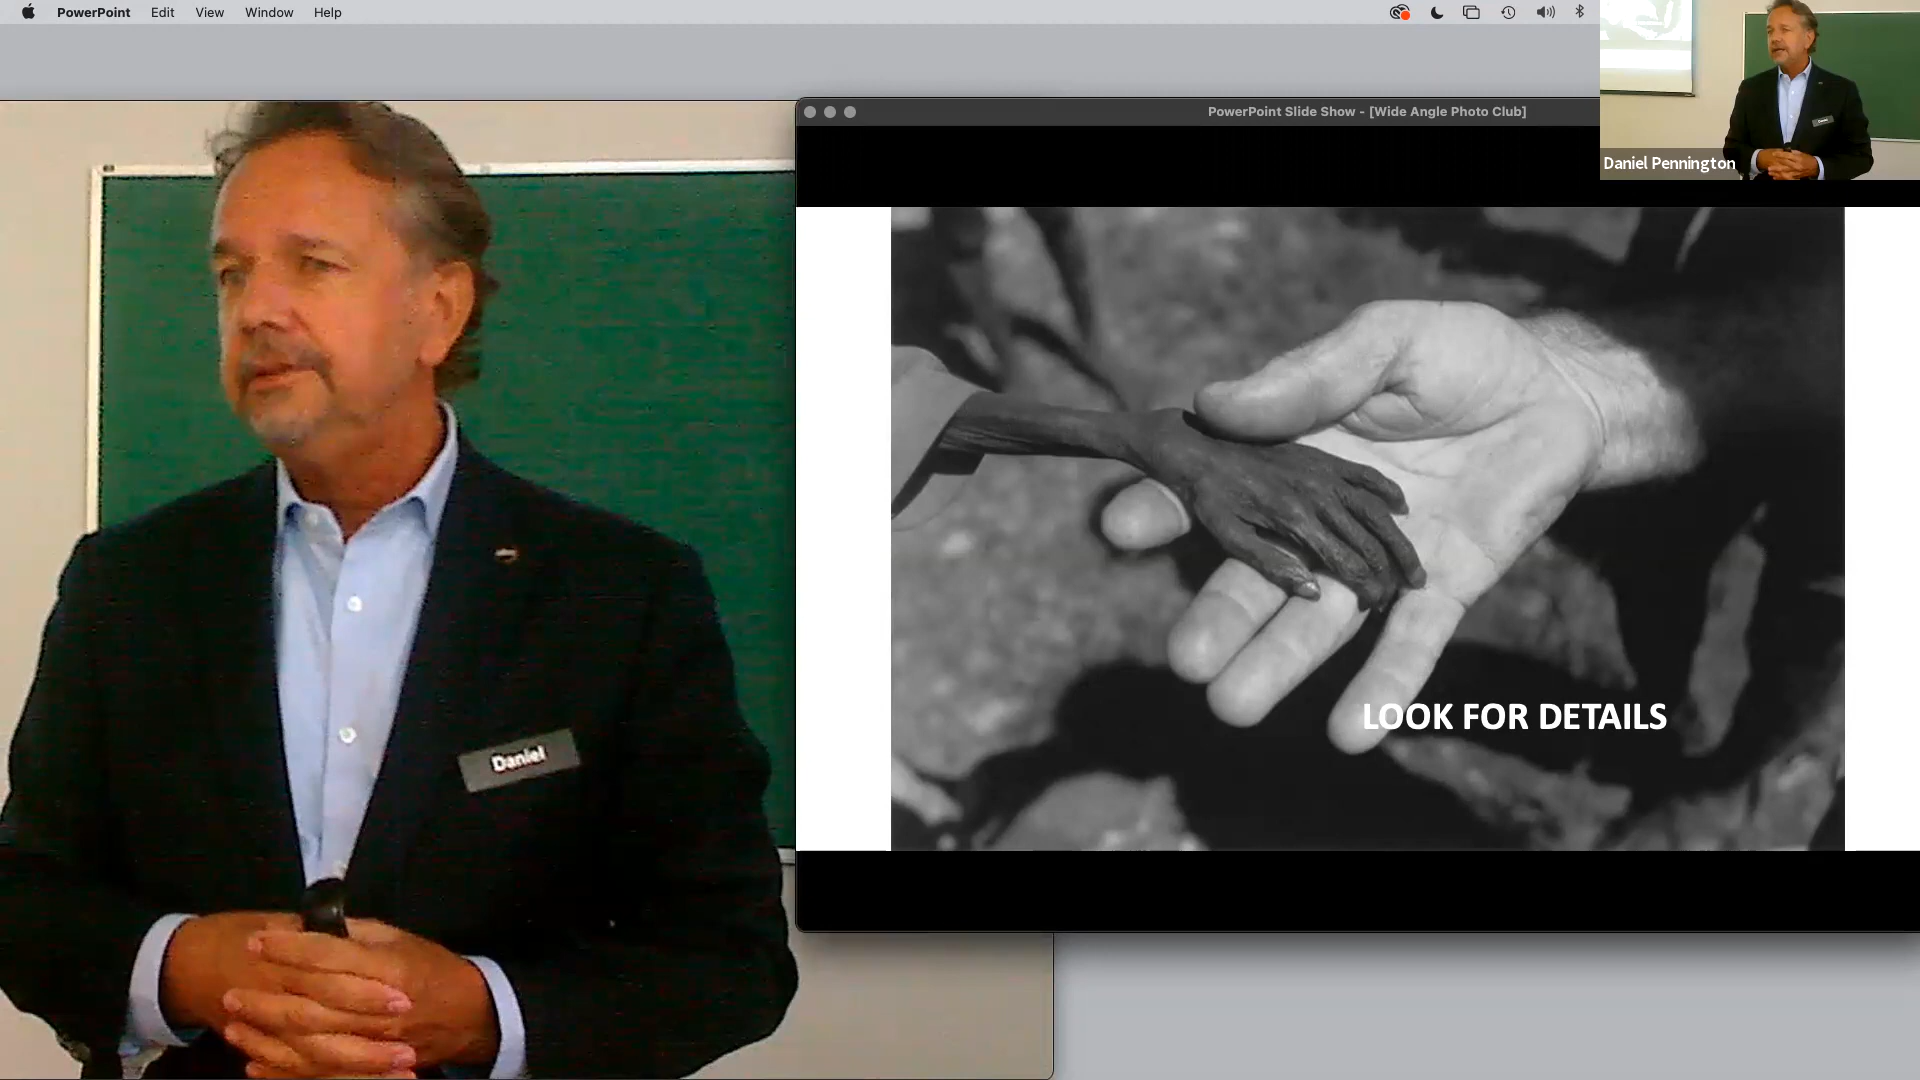 PowerPoint Edit View Window Help
PowerPoint Slide Show - [Wide Angle Photo Club]
Daniel Pennington
LOOK FOR DETAILS
Daniel